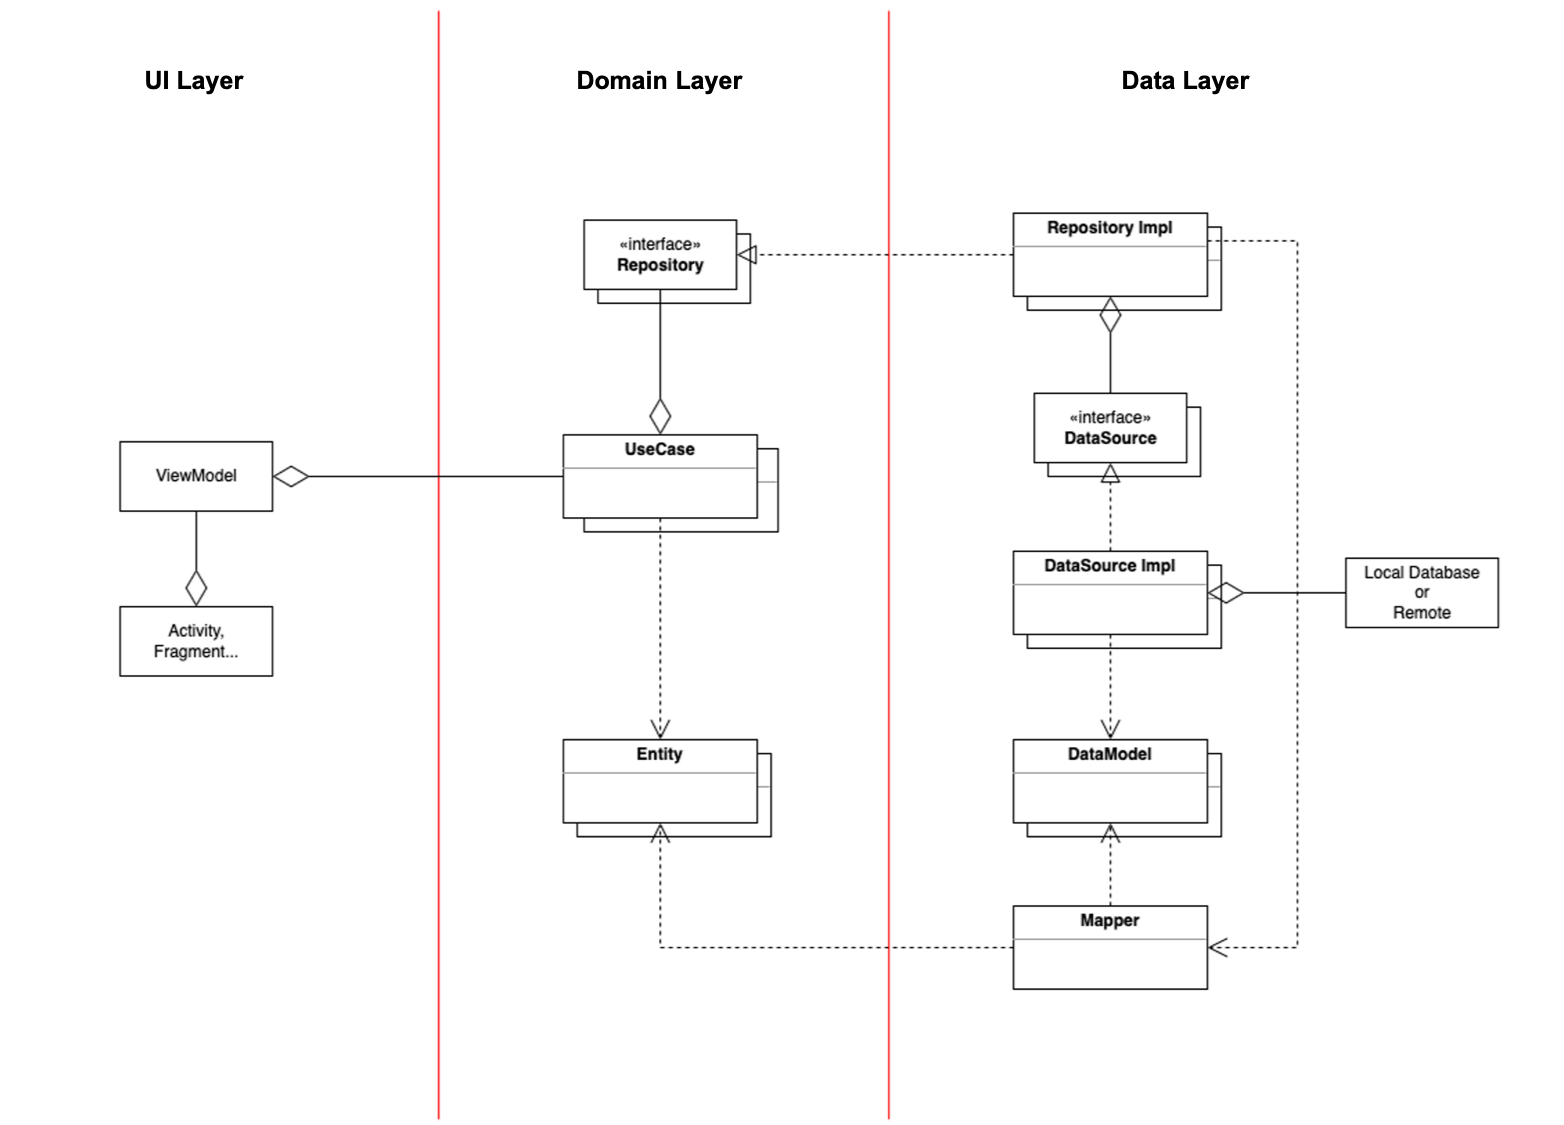 UI Layer
Domain Layer
Data Layer
«interface»
Repository
Repository Impl
«interface»
DataSource
ViewModel
UseCase
Activity,
Fragment...
DataSource Impl
Local Database
or
Remote
Entity
DataModel
Mapper